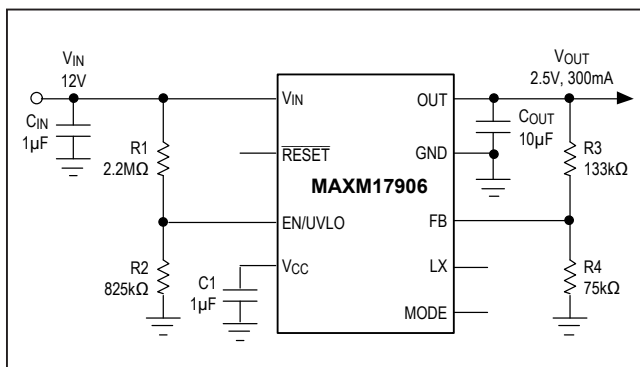 VIN
12V
CIN
1µF
R1
2.2MΩ
R2
825kΩ
C1
1µF
VIN
RESET
EN/UVLO
VCC
MAXM17906
OUT
GND
FB
LX
MODE
COUT
10µF
VOUT
2.5V, 300mA
R3
133kΩ
R4
75kΩ